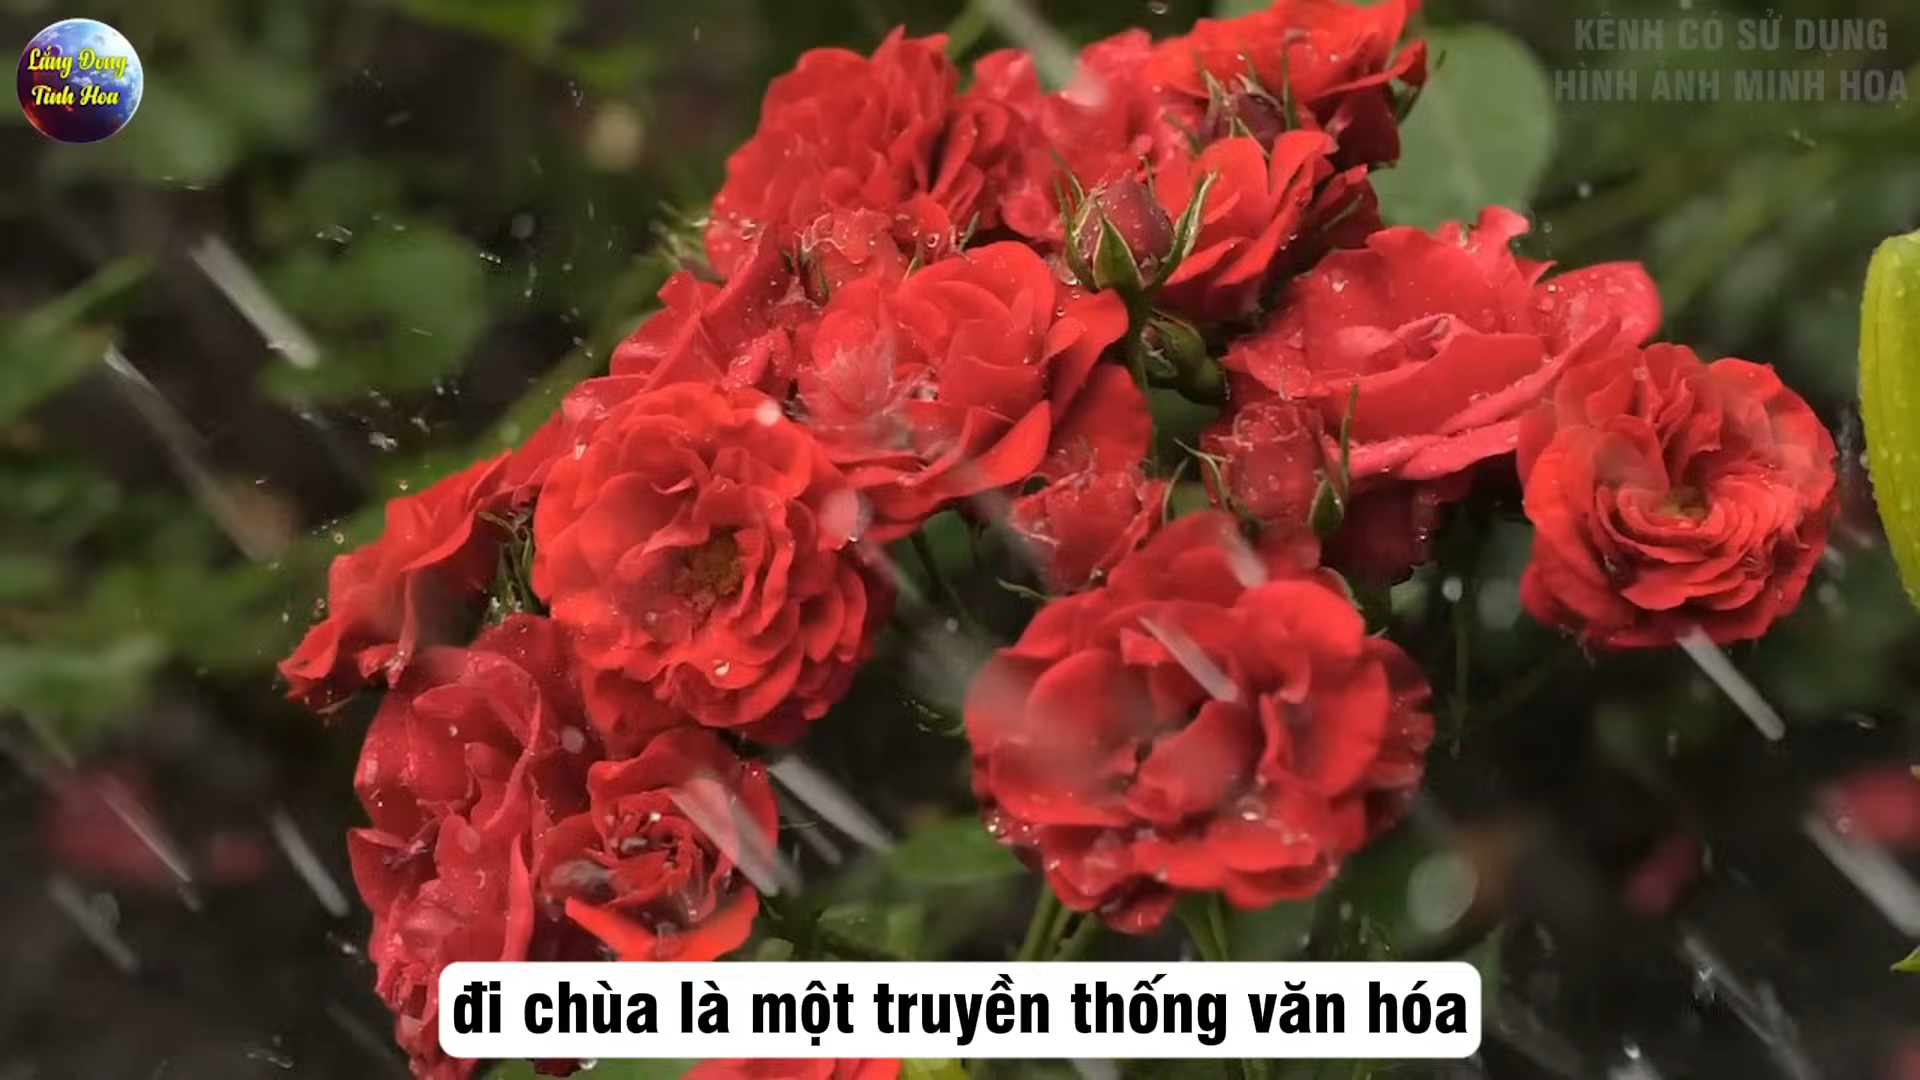 Lắng Đọng
Tinh Hoa
KÊNH CÓ SỬ DỤNG
HÌNH ẢNH MINH HOẠ
đi chùa là một truyền thống văn hóa